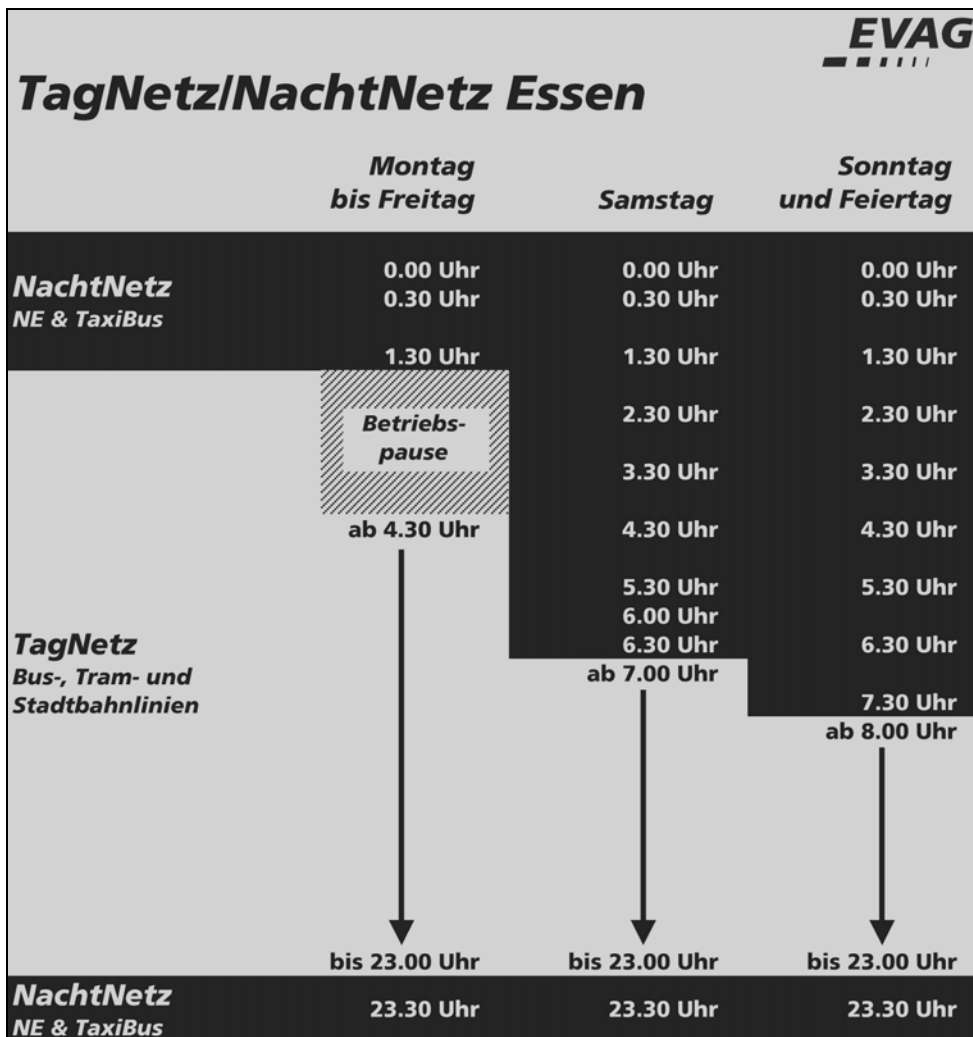 EVAG
TagNetz/NachtNetz Essen
Montag
bis Freitag
Samstag
Sonntag
und Feiertag
NachtNetz
NE & TaxiBus
0.00 Uhr 0.00 Uhr 0.00 Uhr
0.30 Uhr 0.30 Uhr 0.30 Uhr
1.30 Uhr 1.30 Uhr 1.30 Uhr
Betriebs-
pause
2.30 Uhr 2.30 Uhr
3.30 Uhr 3.30 Uhr
ab 4.30 Uhr 4.30 Uhr 4.30 Uhr
5.30 Uhr 5.30 Uhr
6.00 Uhr
TagNetz
Bus-, Tram- und
Stadtbahnlinien
6.30 Uhr 6.30 Uhr
ab 7.00 Uhr
7.30 Uhr
ab 8.00 Uhr
bis 23.00 Uhr bis 23.00 Uhr bis 23.00 Uhr
NachtNetz
NE & TaxiBus
23.30 Uhr 23.30 Uhr 23.30 Uhr